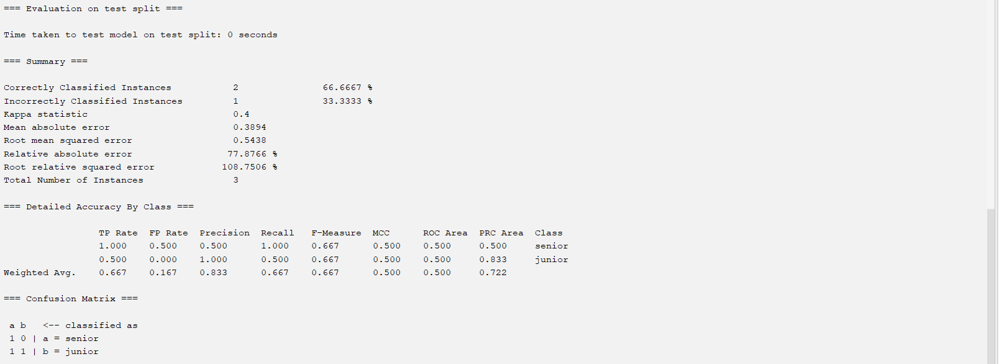 === Evaluation on test split ===
Time taken to test model on test split: 0 seconds
=== Summary ===
Correctly Classified Instances 2 66.6667 %
Incorrectly Classified Instances 1 33.3333 %
Kappa statistic 0.4
Mean absolute error 0.3894
Root mean squared error 0.5438
Relative absolute error 77.8766 %
Root relative squared error 108.7506 %
Total Number of Instances 3
=== Detailed Accuracy By Class ===
TP Rate FP Rate Precision Recall F-Measure MCC ROC Area PRC Area Class
1.000 0.500 0.500 1.000 0.667 0.500 0.500 0.500 senior
0.500 0.000 1.000 0.500 0.667 0.500 0.500 0.833 junior
Weighted Avg. 0.667 0.167 0.833 0.667 0.667 0.500 0.500 0.722
=== Confusion Matrix ===
a b <-- classified as
1 0 | a = senior
1 1 | b = junior